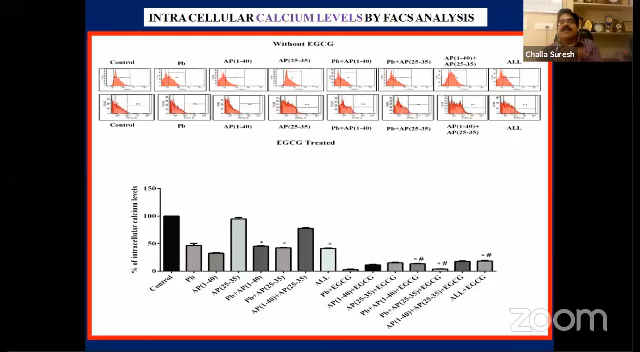 INTRA CELLULAR CALCIUM LEVELS BY FACS ANALYSIS
Challa Suresh
Without EGCG
Control Pb AP(1-40) AP(25-35) Pb+AP(1-40) Pb+AP(25-35) AP(1-40)+ AP(25-35) ALL
Control Pb AP(1-40) AP(25-35) Pb+AP(1-40) Pb+AP(25-35) AP(1-40)+ AP(25-35) ALL
EGCG Treated
% of intracellular calcium levels
150
100
50
0
* * * * # * # * #
Control
Pb
AP(1-40)
AP(25-35)
Pb+AP(1-40)
Pb+AP(25-35)
AP(1-40)+AP(25-35)
ALL
Pb+EGCG
AP(1-40)+EGCG
AP(25-35)+EGCG
Pb+AP(1-40)+EGCG
Pb+AP(25-35)+EGCG
AP(1-40)+AP(25-35)+EGCG
ALL+EGCG
zoom